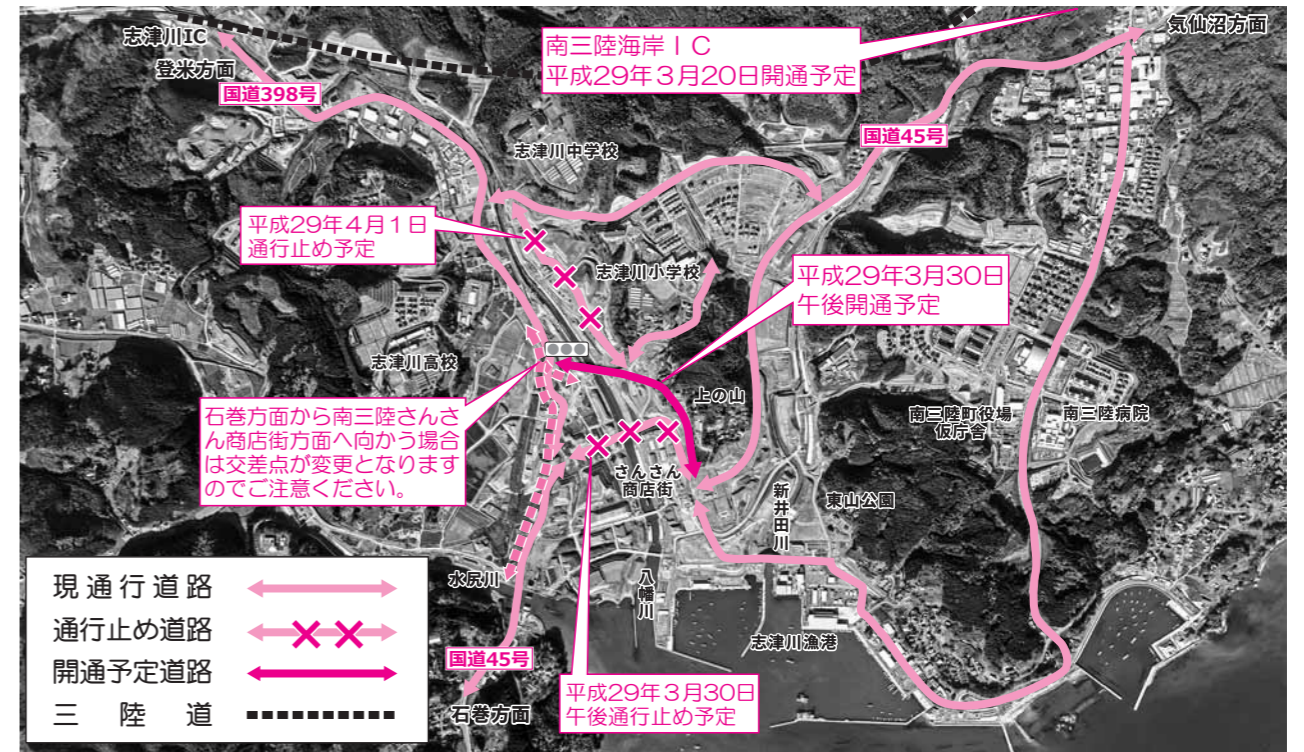 志津川IC
登米方面
国道398号
南三陸海岸IC
平成29年3月20日開通予定
気仙沼方面
国道45号
志津川中学校
平成29年4月1日
通行止め予定
志津川小学校
平成29年3月30日
午後開通予定
志津川高校
上の山
南三陸町役場
仮庁舎
南三陸病院
石巻方面から南三陸さんさ
ん商店街方面へ向かう場合
は交差点が変更となります
のでご注意ください。
さんさん
商店街
新井田川
東山公園
水尻川
八幡川
志津川漁港
国道45号
石巻方面
平成29年3月30日
午後通行止め予定
現通行道路
通行止め道路
開通予定道路
三陸道